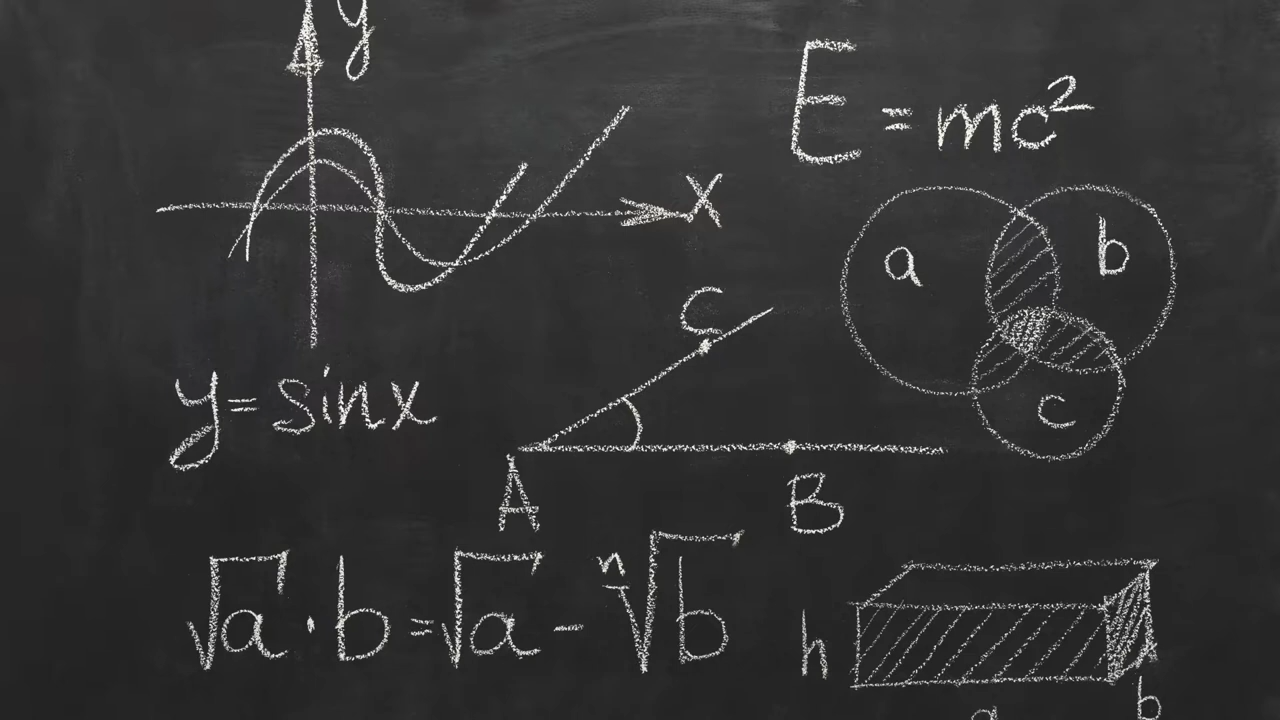 y
E = mc²
x
a
b
C
y = sinx
c
A
B
√a · b = √a - ⁿ√b
h
b
a